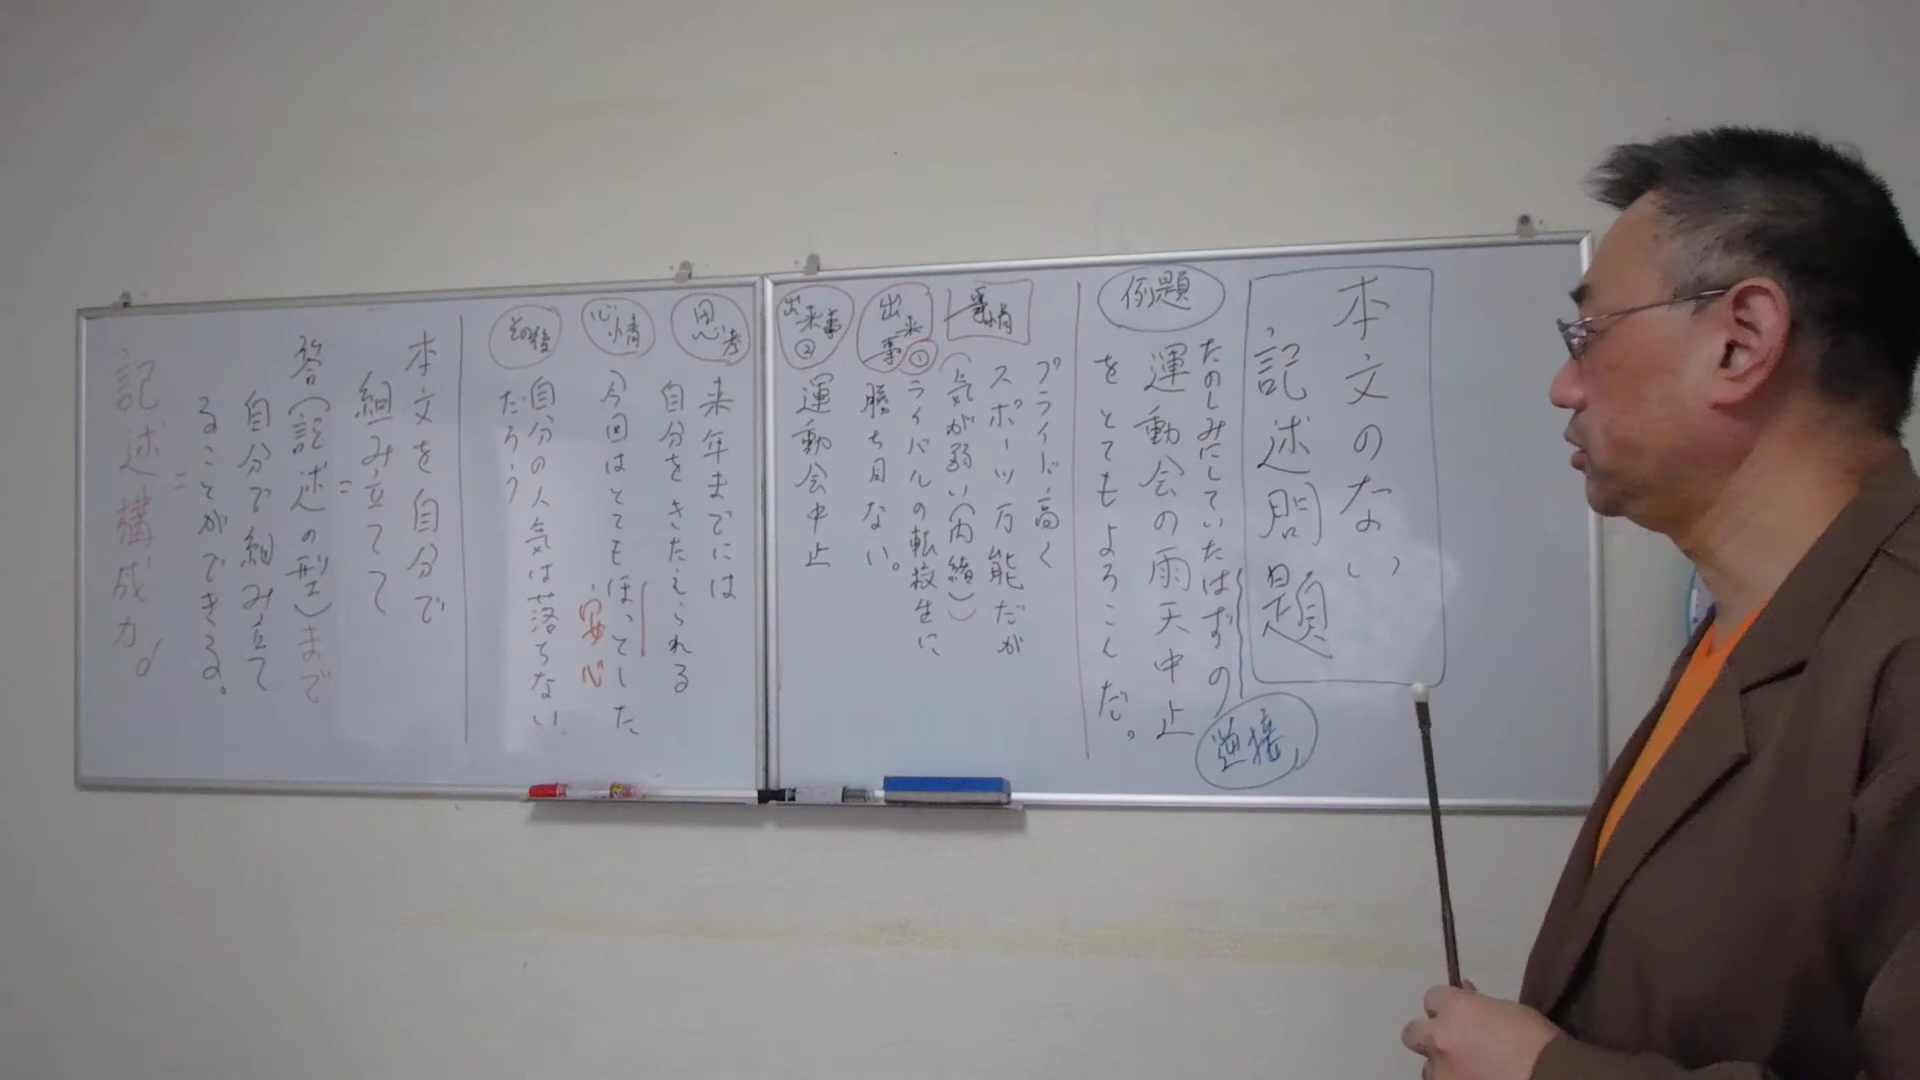 本文のない
記述問題
例題
たのしみにしていたはずの
逆接
運動会の雨天中止
をとてもよろこんだ。
事情
プライド高く
スポーツ万能だが
(気が弱い(内緒))
出来事①
ライバルの転校生に
勝ち目ない。
出来事②
運動会中止
思考
来年までには
自分をきたえられる
心情
今回はとてもほっとした
安心
その後
自分の人気は落ちない
だろう
本文を自分で
組み立てて
=
答(記述の型)まで
自分で組み立て
ることができる。
=
記述構成力。